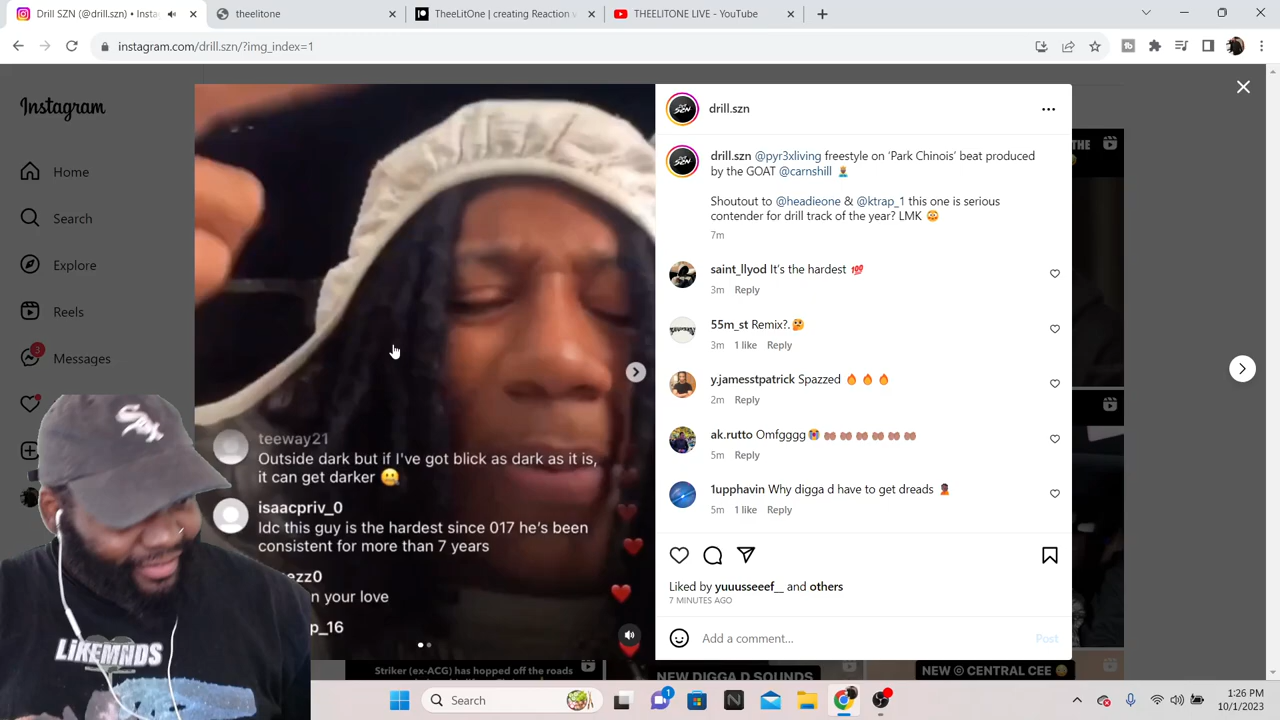 Drill SZN (@drill.szn) • Insta
theelitone
TheeLitOne | creating Reaction v
THEELITONE LIVE - YouTube
instagram.com/drill.szn/?img_index=1
Instagram
Home
Search
Explore
Reels
3
Messages
drill.szn
drill.szn @pyr3xliving freestyle on ‘Park Chinois’ beat produced
by the GOAT @carnshill
Shoutout to @headieone & @ktrap_1 this one is serious
contender for drill track of the year? LMK
7m
saint_llyod It’s the hardest 💯
3m Reply
55m_st Remix?.🤔
3m 1 like Reply
y.jamesstpatrick Spazzed 🔥 🔥 🔥
2m Reply
ak.rutto Omfgggg
5m Reply
1upphavin Why digga d have to get dreads
5m 1 like Reply
Liked by yuuusseeef__ and others
7 MINUTES AGO
Add a comment...
Post
teeway21
Outside dark but if I've got blick as dark as it is,
it can get darker
isaacpriv_0
Idc this guy is the hardest since 017 he’s been
consistent for more than 7 years
ezz0
n your love
p_16
LIKEMNDS
Striker (ex-ACG) has hopped off the roads
NEW DIGGA D SOUNDS
NEW © CENTRAL CEE
THE
Search
1
1:26 PM
10/1/2023